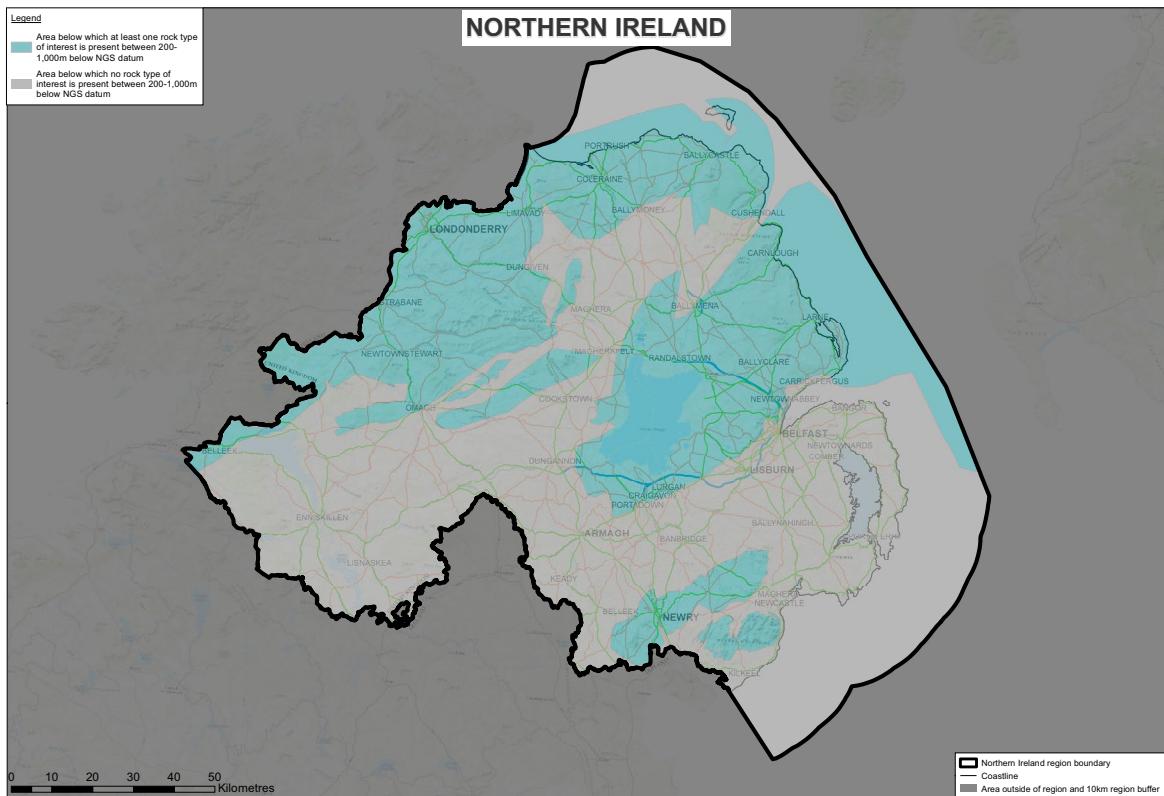 Legend
Area below which at least one rock type
of interest is present between 200-
1,000m below NGS datum
Area below which no rock type of
interest is present between 200-1,000m
below NGS datum
NORTHERN IRELAND
PORTRUSH
BALLYCASTLE
COLERAINE
LIMAVADY
BALLYMONEY
CUSHENDALL
LONDONDERRY
CARNLOUGH
DUNGIVEN
STRABANE
MAGHERA
BALLYMENA
LARNE
NEWTOWNSTEWART
MAGHERAFELT
RANDALSTOWN
BALLYCLARE
UNITED KINGDOM
CARRICKFERGUS
OMAGH
COOKSTOWN
NEWTOWNABBEY
BANGOR
BELFAST
NEWTOWNARDS
BELLEEK
COMBER
DUNGANNON
LISBURN
LURGAN
CRAIGAVON
PORTADOWN
ENNISKILLEN
BALLYNAHINCH
ARMAGH
BANBRIDGE
LISNASKEA
KEADY
MAGHERA
NEWCASTLE
BELLEEK
NEWRY
KILKEEL
0 10 20 30 40 50
Kilometres
Northern Ireland region boundary
Coastline
Area outside of region and 10km region buffer